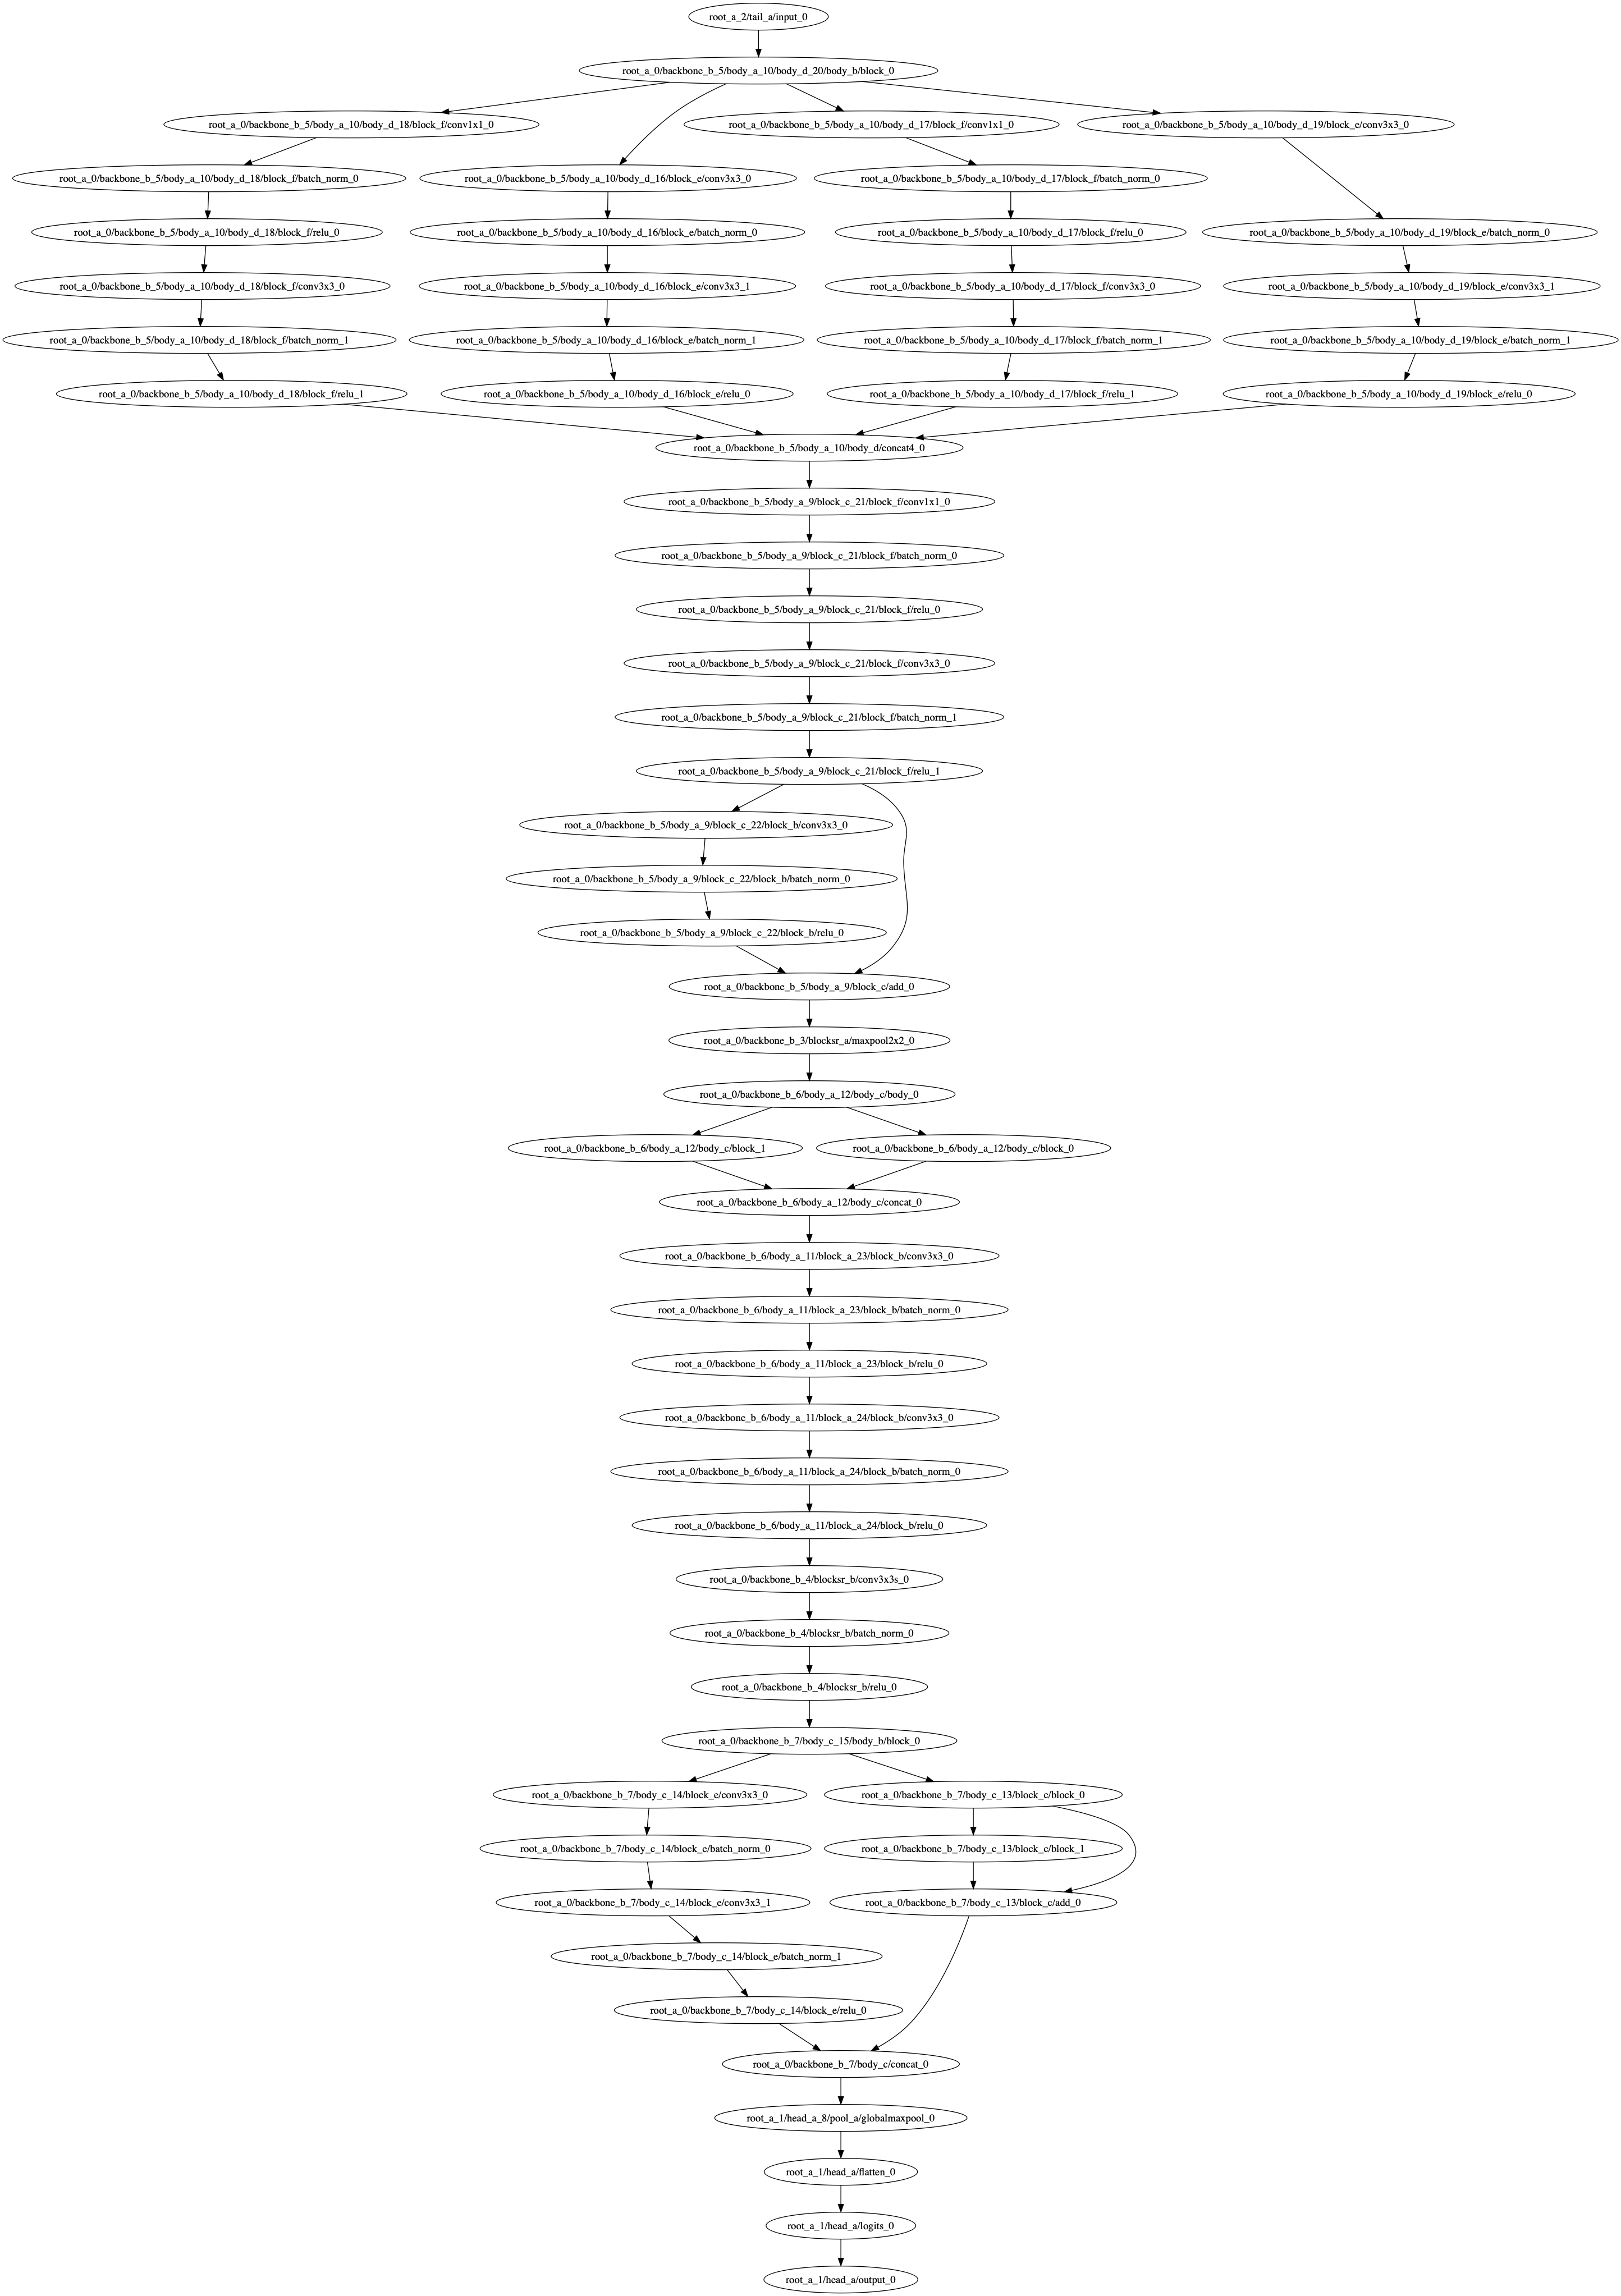 root_a_2/tail_a/input_0
root_a_0/backbone_b_5/body_a_10/body_d_20/body_b/block_0
root_a_0/backbone_b_5/body_a_10/body_d_18/block_f/conv1x1_0
root_a_0/backbone_b_5/body_a_10/body_d_17/block_f/conv1x1_0
root_a_0/backbone_b_5/body_a_10/body_d_19/block_e/conv3x3_0
root_a_0/backbone_b_5/body_a_10/body_d_18/block_f/batch_norm_0
root_a_0/backbone_b_5/body_a_10/body_d_16/block_e/conv3x3_0
root_a_0/backbone_b_5/body_a_10/body_d_17/block_f/batch_norm_0
root_a_0/backbone_b_5/body_a_10/body_d_18/block_f/relu_0
root_a_0/backbone_b_5/body_a_10/body_d_16/block_e/batch_norm_0
root_a_0/backbone_b_5/body_a_10/body_d_17/block_f/relu_0
root_a_0/backbone_b_5/body_a_10/body_d_19/block_e/batch_norm_0
root_a_0/backbone_b_5/body_a_10/body_d_18/block_f/conv3x3_0
root_a_0/backbone_b_5/body_a_10/body_d_16/block_e/conv3x3_1
root_a_0/backbone_b_5/body_a_10/body_d_17/block_f/conv3x3_0
root_a_0/backbone_b_5/body_a_10/body_d_19/block_e/conv3x3_1
root_a_0/backbone_b_5/body_a_10/body_d_18/block_f/batch_norm_1
root_a_0/backbone_b_5/body_a_10/body_d_16/block_e/batch_norm_1
root_a_0/backbone_b_5/body_a_10/body_d_17/block_f/batch_norm_1
root_a_0/backbone_b_5/body_a_10/body_d_19/block_e/batch_norm_1
root_a_0/backbone_b_5/body_a_10/body_d_18/block_f/relu_1
root_a_0/backbone_b_5/body_a_10/body_d_16/block_e/relu_0
root_a_0/backbone_b_5/body_a_10/body_d_17/block_f/relu_1
root_a_0/backbone_b_5/body_a_10/body_d_19/block_e/relu_0
root_a_0/backbone_b_5/body_a_10/body_d/concat4_0
root_a_0/backbone_b_5/body_a_9/block_c_21/block_f/conv1x1_0
root_a_0/backbone_b_5/body_a_9/block_c_21/block_f/batch_norm_0
root_a_0/backbone_b_5/body_a_9/block_c_21/block_f/relu_0
root_a_0/backbone_b_5/body_a_9/block_c_21/block_f/conv3x3_0
root_a_0/backbone_b_5/body_a_9/block_c_21/block_f/batch_norm_1
root_a_0/backbone_b_5/body_a_9/block_c_21/block_f/relu_1
root_a_0/backbone_b_5/body_a_9/block_c_22/block_b/conv3x3_0
root_a_0/backbone_b_5/body_a_9/block_c_22/block_b/batch_norm_0
root_a_0/backbone_b_5/body_a_9/block_c_22/block_b/relu_0
root_a_0/backbone_b_5/body_a_9/block_c/add_0
root_a_0/backbone_b_3/blocksr_a/maxpool2x2_0
root_a_0/backbone_b_6/body_a_12/body_c/body_0
root_a_0/backbone_b_6/body_a_12/body_c/block_1
root_a_0/backbone_b_6/body_a_12/body_c/block_0
root_a_0/backbone_b_6/body_a_12/body_c/concat_0
root_a_0/backbone_b_6/body_a_11/block_a_23/block_b/conv3x3_0
root_a_0/backbone_b_6/body_a_11/block_a_23/block_b/batch_norm_0
root_a_0/backbone_b_6/body_a_11/block_a_23/block_b/relu_0
root_a_0/backbone_b_6/body_a_11/block_a_24/block_b/conv3x3_0
root_a_0/backbone_b_6/body_a_11/block_a_24/block_b/batch_norm_0
root_a_0/backbone_b_6/body_a_11/block_a_24/block_b/relu_0
root_a_0/backbone_b_4/blocksr_b/conv3x3s_0
root_a_0/backbone_b_4/blocksr_b/batch_norm_0
root_a_0/backbone_b_4/blocksr_b/relu_0
root_a_0/backbone_b_7/body_c_15/body_b/block_0
root_a_0/backbone_b_7/body_c_14/block_e/conv3x3_0
root_a_0/backbone_b_7/body_c_13/block_c/block_0
root_a_0/backbone_b_7/body_c_14/block_e/batch_norm_0
root_a_0/backbone_b_7/body_c_13/block_c/block_1
root_a_0/backbone_b_7/body_c_14/block_e/conv3x3_1
root_a_0/backbone_b_7/body_c_13/block_c/add_0
root_a_0/backbone_b_7/body_c_14/block_e/batch_norm_1
root_a_0/backbone_b_7/body_c_14/block_e/relu_0
root_a_0/backbone_b_7/body_c/concat_0
root_a_1/head_a_8/pool_a/globalmaxpool_0
root_a_1/head_a/flatten_0
root_a_1/head_a/logits_0
root_a_1/head_a/output_0